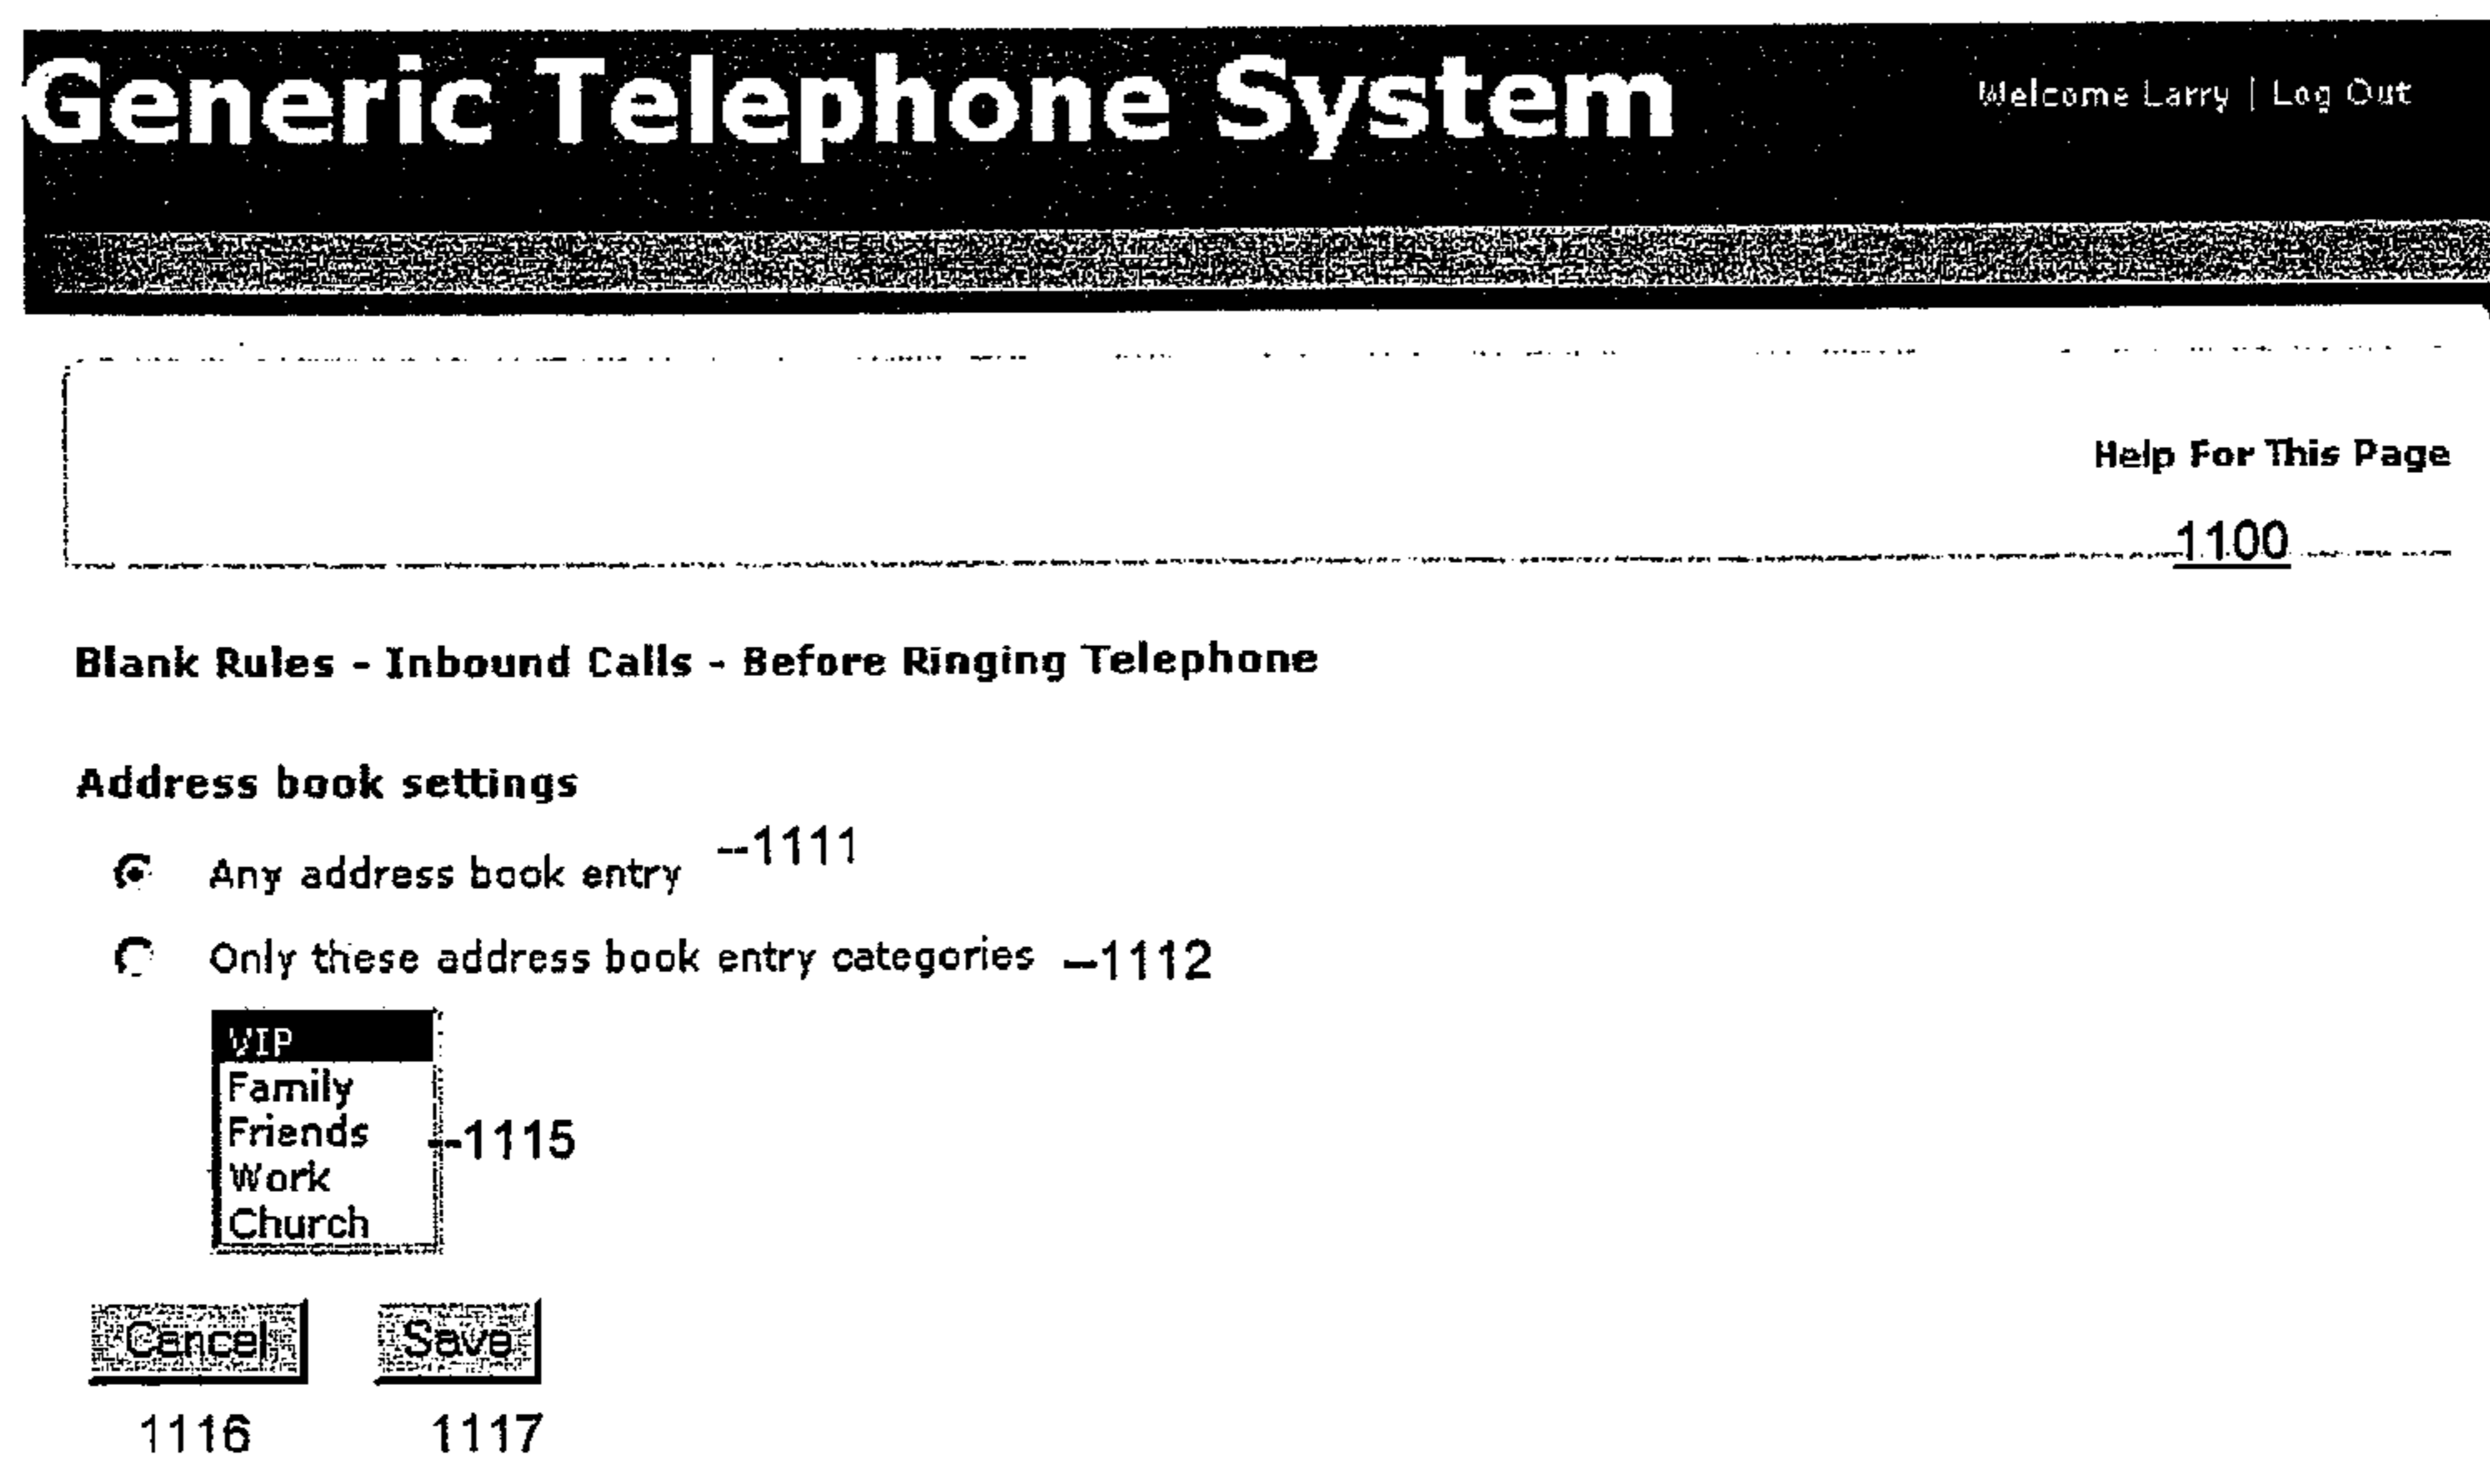 Generic Telephone System
Welcome Larry | Log Out
Help For This Page
1100
Blank Rules - Inbound Calls - Before Ringing Telephone
Address book settings
Any address book entry --1111
Only these address book entry categories --1112
VIP
Family
Friends --1115
Work
Church
Cancel Save
1116 1117